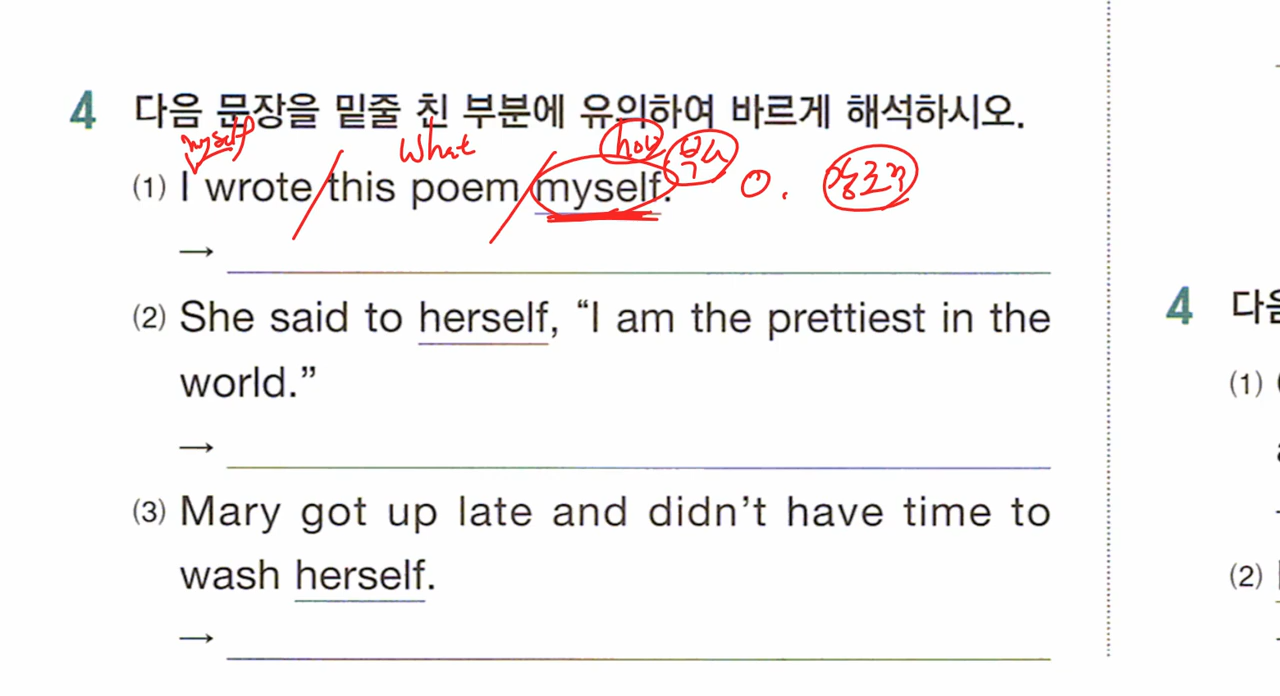 4 다음 문장을 밑줄 친 부분에 유의하여 바르게 해석하시오.
myself what how 부사
(1) I wrote this poem myself.
→
(2) She said to herself, “I am the prettiest in the
world.”
→
(3) Mary got up late and didn’t have time to
wash herself.
→
4 다음
(1)
(2)